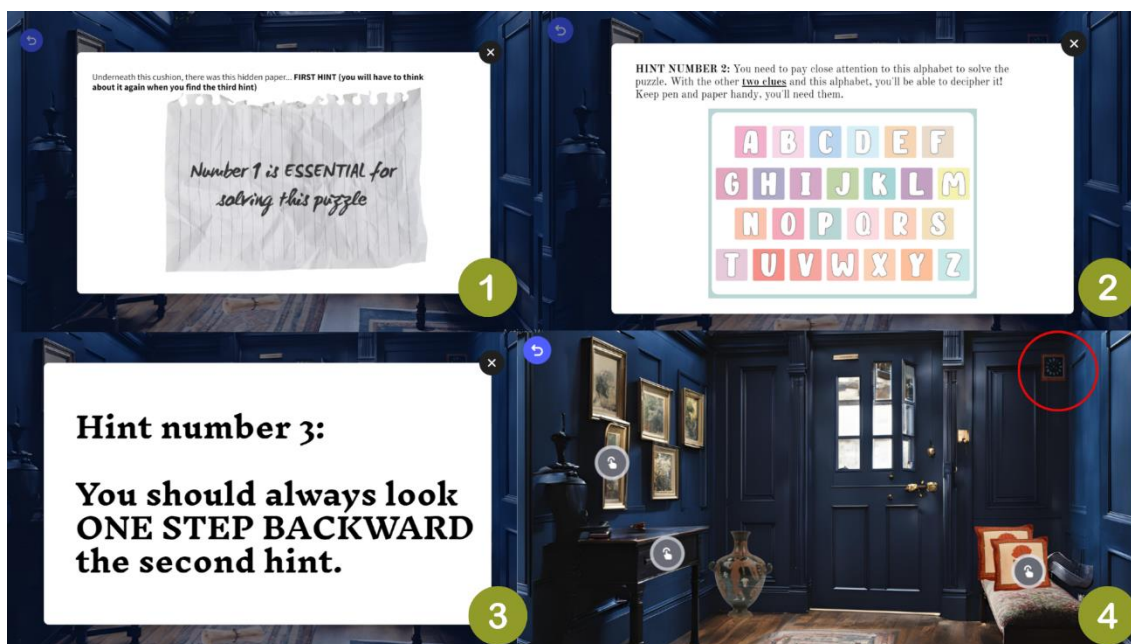 Underneath this cushion, there was this hidden paper... FIRST HINT (you will have to think
about it again when you find the third hint)
Number 1 is ESSENTIAL for
solving this puzzle
1
HINT NUMBER 2: You need to pay close attention to this alphabet to solve the
puzzle. With the other two clues and this alphabet, you'll be able to decipher it!
Keep pen and paper handy, you'll need them.
A B C D E F
G H I J K L M
N O P Q R S
T U V W X Y Z
2
Hint number 3:
You should always look
ONE STEP BACKWARD
the second hint.
3
4